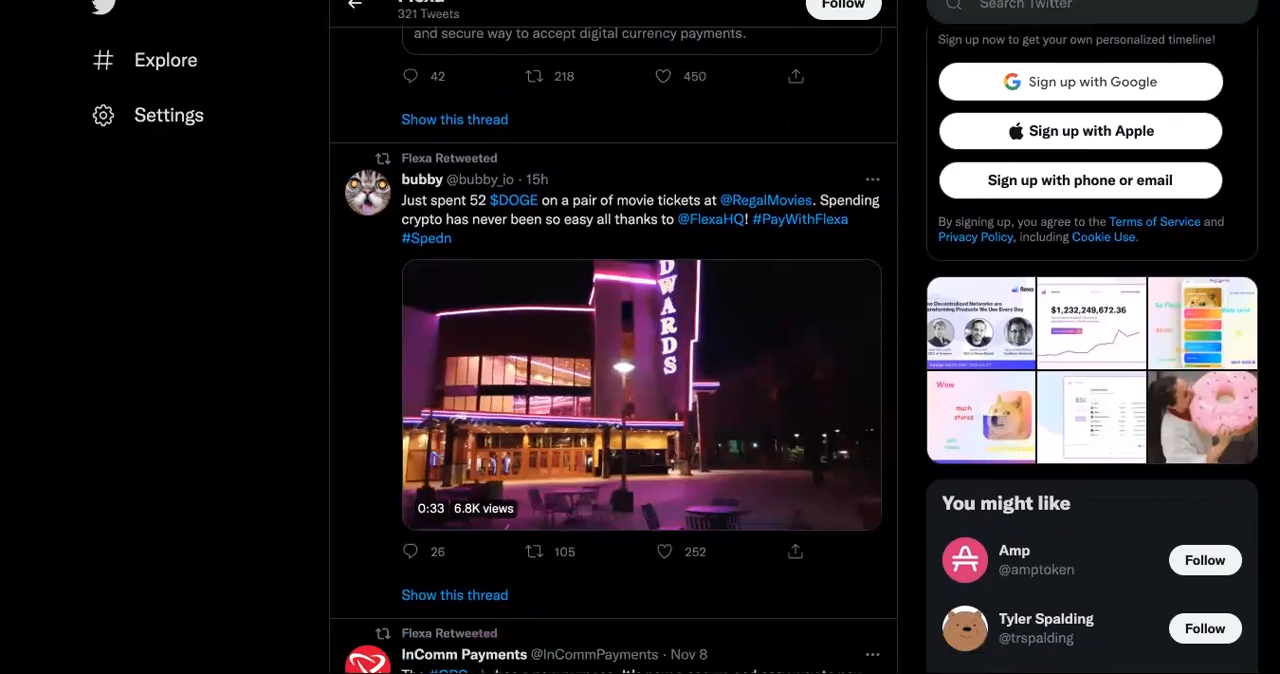 Flexa
321 Tweets
Follow
Search Twitter
Explore
Settings
and secure way to accept digital currency payments.
42 218 450
Show this thread
Flexa Retweeted
bubby @bubby_io · 15h
Just spent 52 $DOGE on a pair of movie tickets at @RegalMovies. Spending
crypto has never been so easy all thanks to @FlexaHQ! #PayWithFlexa
#Spedn
DWARDS
0:33 6.8K views
26 105 252
Show this thread
Flexa Retweeted
InComm Payments @InCommPayments · Nov 8
Sign up now to get your own personalized timeline!
Sign up with Google
Sign up with Apple
Sign up with phone or email
By signing up, you agree to the Terms of Service and
Privacy Policy, including Cookie Use.
flexa
$1,232,249,672.36
Wow
much
stores
You might like
Amp
@amptoken
Follow
Tyler Spalding
@trspalding
Follow